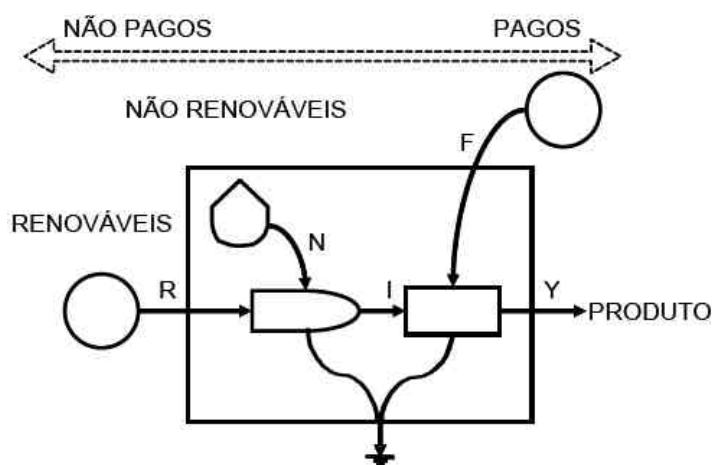 NÃO PAGOS PAGOS
NÃO RENOVÁVEIS
F
RENOVÁVEIS
N
R I Y
PRODUTO